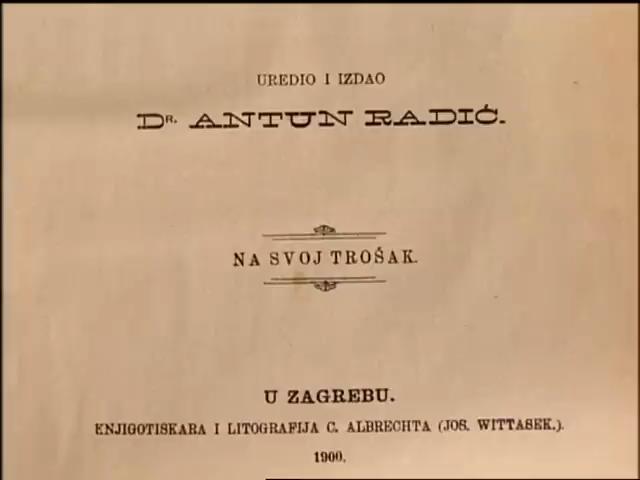 UREDIO I IZDAO
DR. ANTUN RADIĆ.
NA SVOJ TROŠAK.
U ZAGREBU.
KNJIGOTISKARA I LITOGRAFIJA C. ALBRECHTA (JOS. WITTASEK.).
1900.